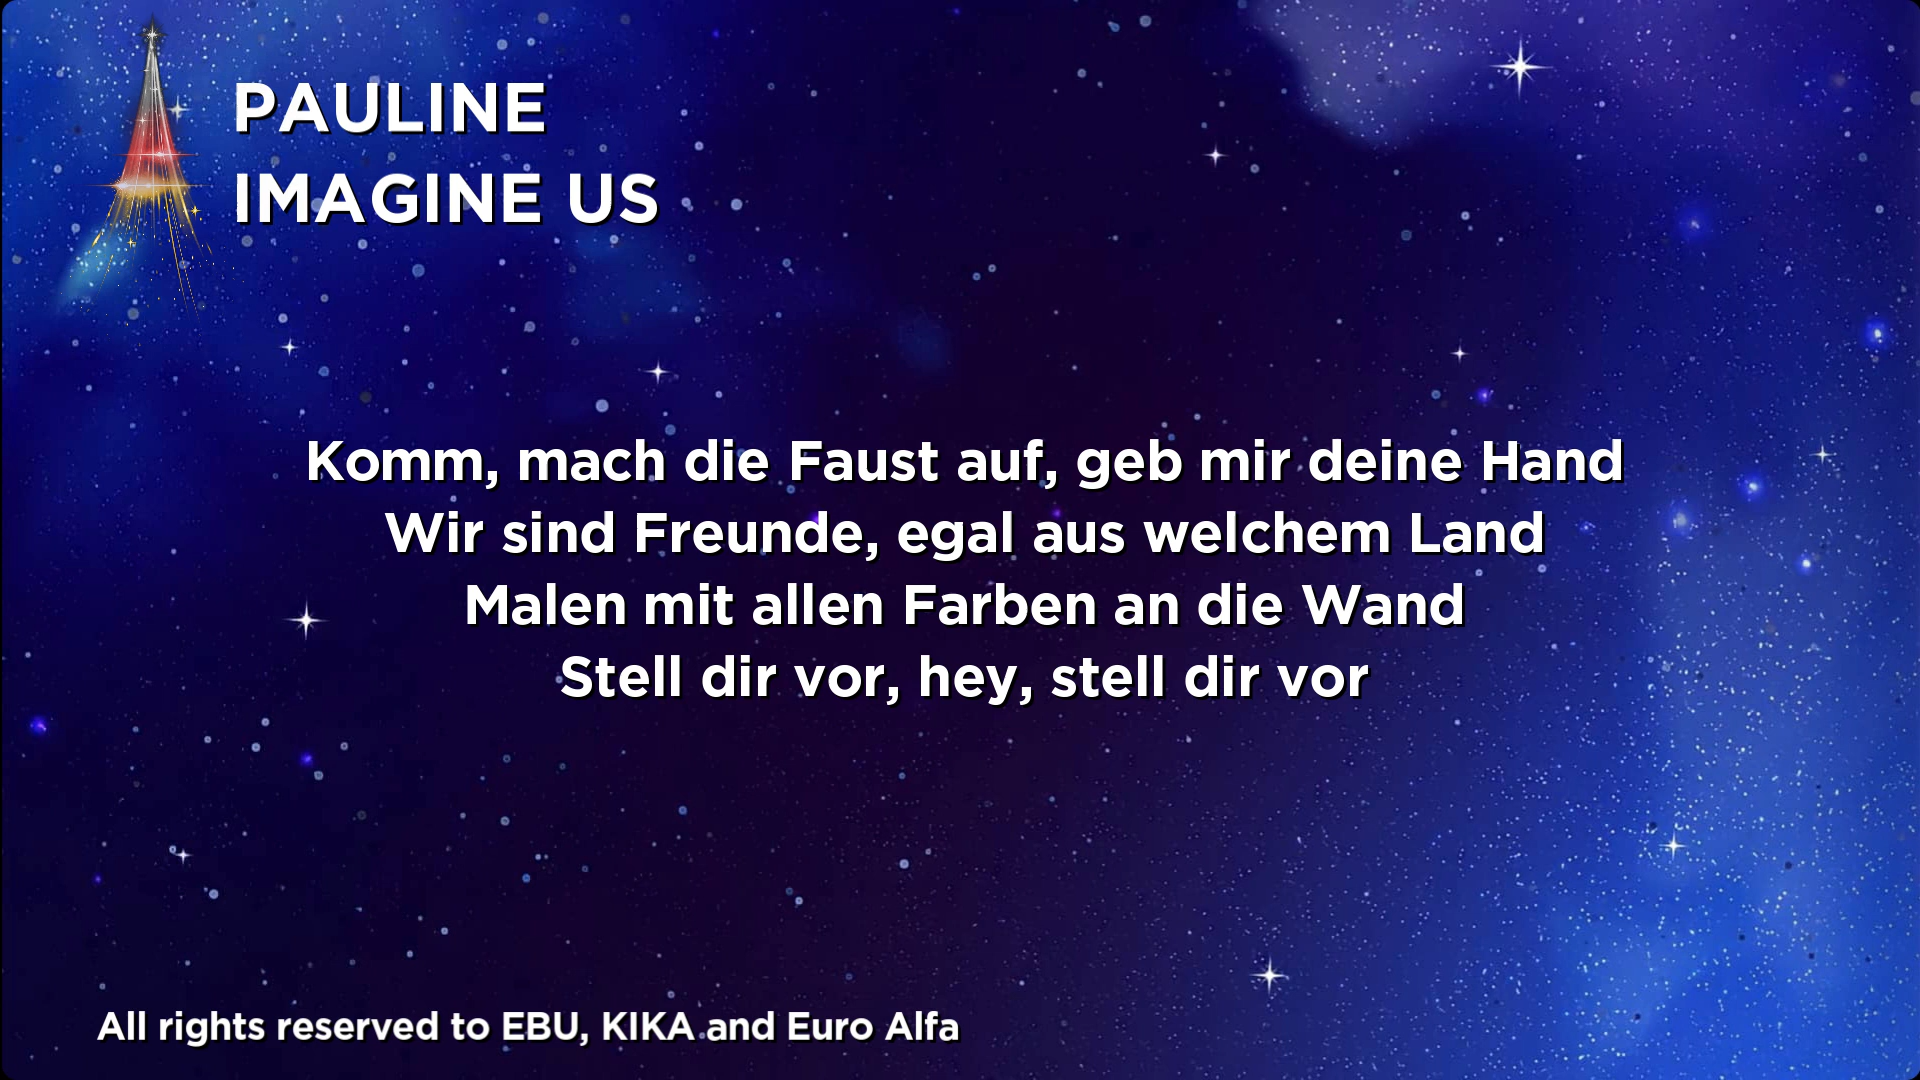 PAULINE
IMAGINE US
Komm, mach die Faust auf, geb mir deine Hand
Wir sind Freunde, egal aus welchem Land
Malen mit allen Farben an die Wand
Stell dir vor, hey, stell dir vor
All rights reserved to EBU, KIKA and Euro Alfa